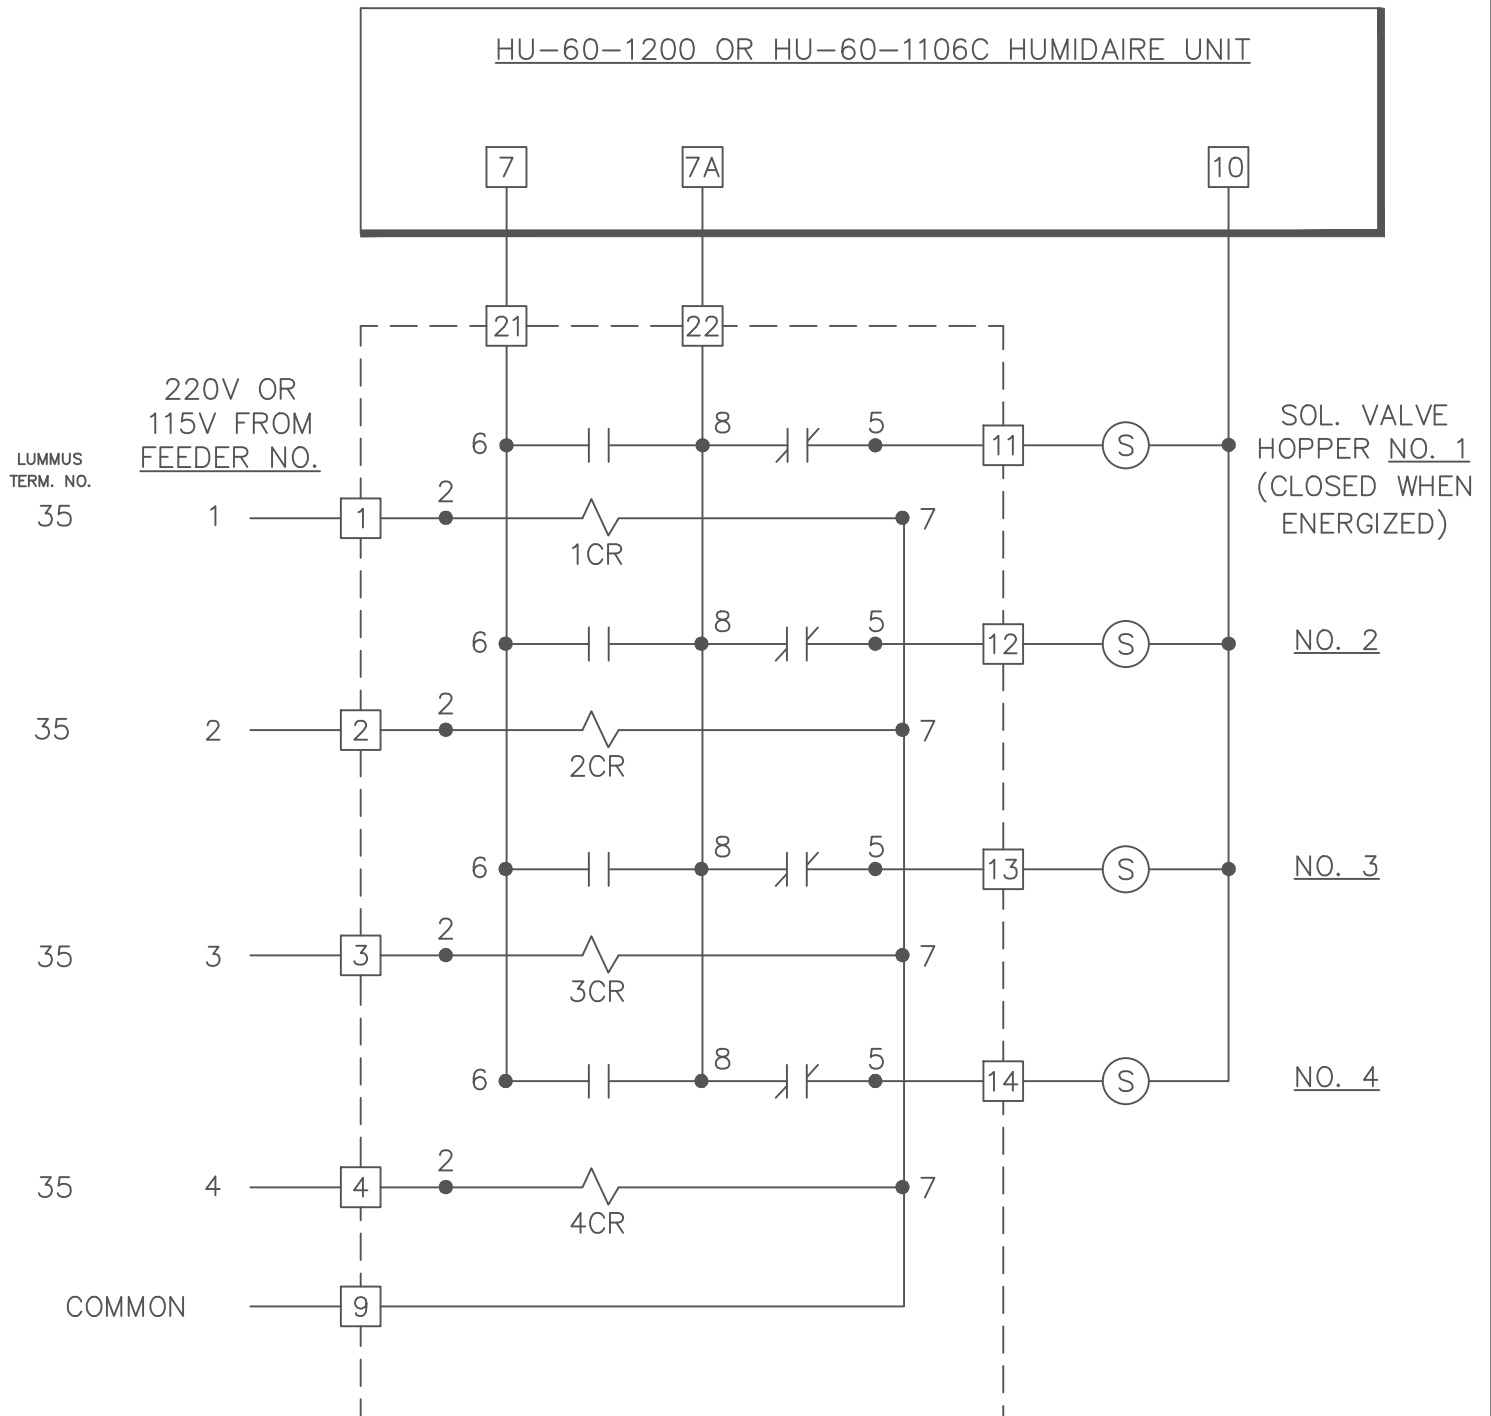 HU-60-1200 OR HU-60-1106C HUMIDAIRE UNIT
7 7A 10
21 22
220V OR
115V FROM
FEEDER NO.
LUMMUS
TERM. NO.
6 8 5 11 S
SOL. VALVE
HOPPER NO. 1
(CLOSED WHEN
ENERGIZED)
35 1 1 2 7
1CR
6 8 5 12 S NO. 2
35 2 2 2 7
2CR
6 8 5 13 S NO. 3
35 3 3 2 7
3CR
6 8 5 14 S NO. 4
35 4 4 2 7
4CR
COMMON 9